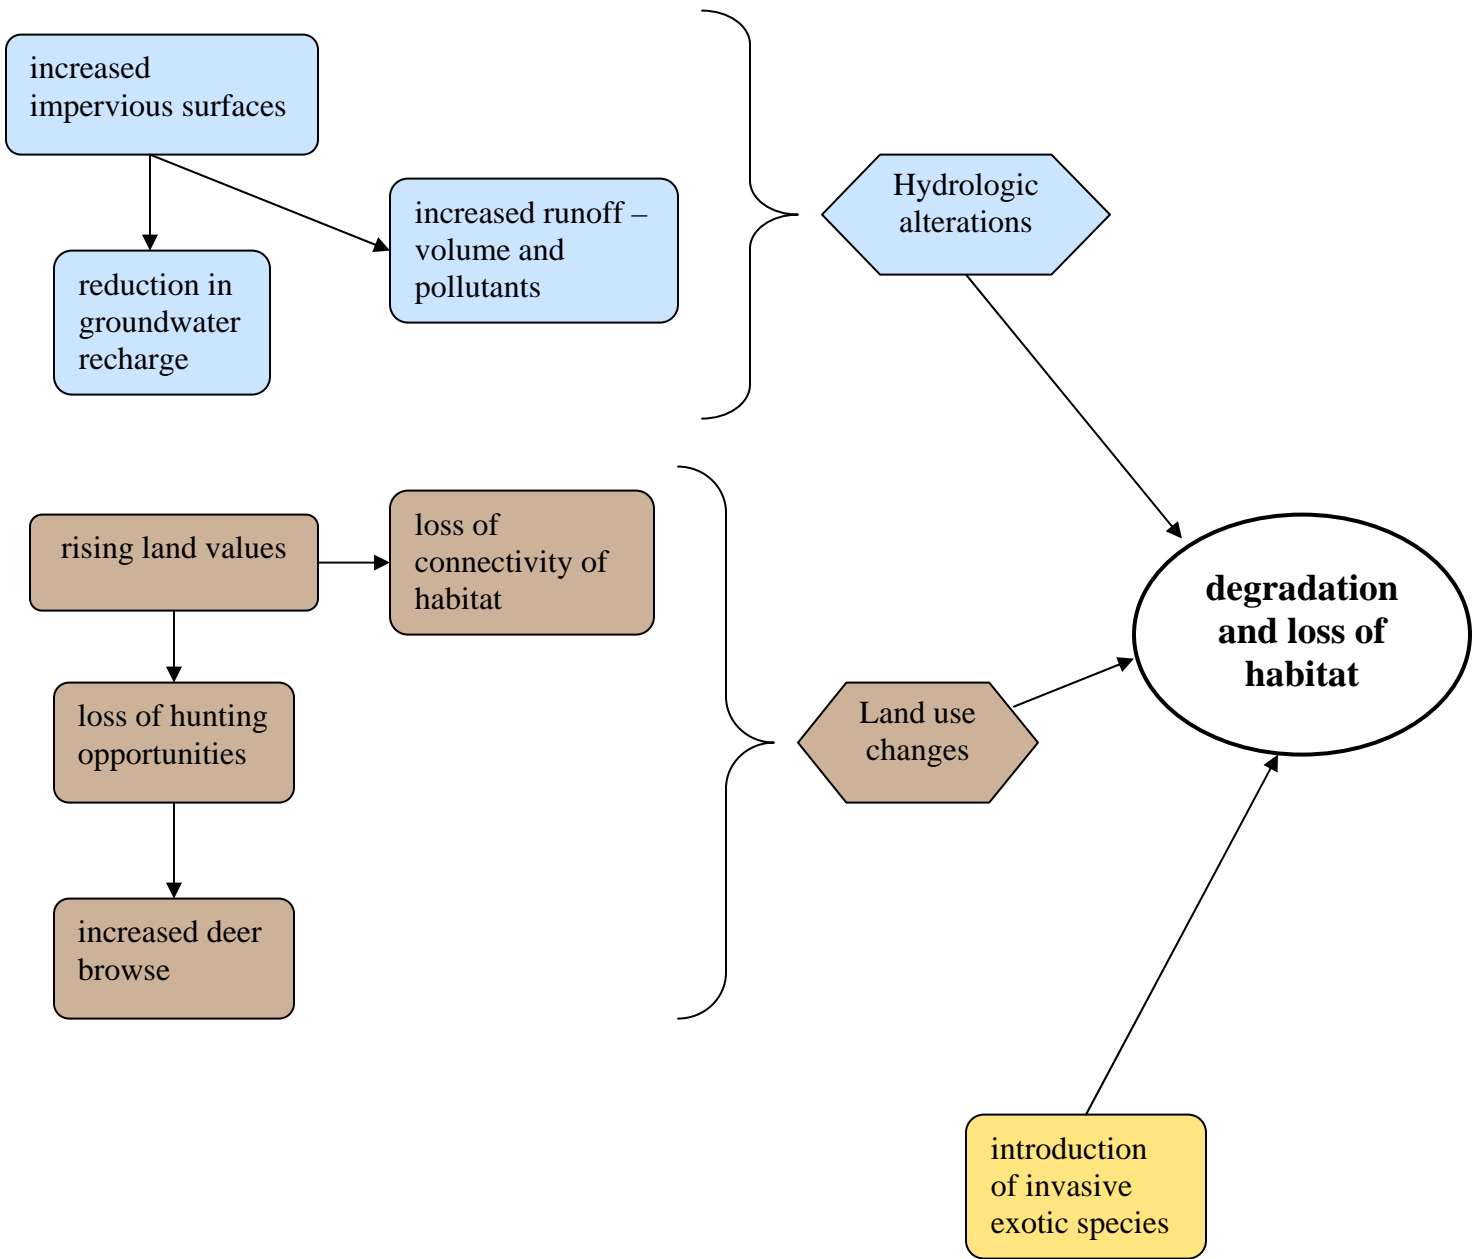 increased
impervious surfaces
increased runoff –
volume and
pollutants
reduction in
groundwater
recharge
Hydrologic
alterations
rising land values
loss of
connectivity of
habitat
loss of hunting
opportunities
increased deer
browse
Land use
changes
degradation
and loss of
habitat
introduction
of invasive
exotic species